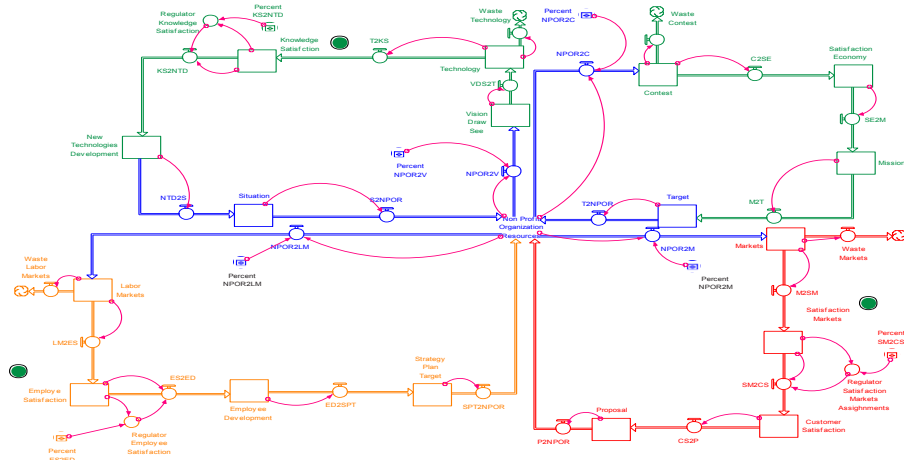 Regulator
Knowledge
Satisfaction
Percent
KS2NTD
KS2NTD
Knowledge
Satisfction
T2KS
Waste
Technology
Technology
VDS2T
Vision
Draw
See
Percent
NPOR2C
NPOR2C
Waste
Contest
Contest
C2SE
Satisfaction
Economy
SE2M
Mission
M2T
New
Technologies
Development
NTD2S
Situation
S2NPOR
Percent
NPOR2V
NPOR2V
Non Profit
Organization
Resources
T2NPOR
Target
NPOR2LM
Percent
NPOR2LM
NPOR2M
Percent
NPOR2M
Markets
Waste
Markets
M2SM
Satisfaction
Markets
Percent
SM2CS
SM2CS
Regulator
Satisfaction
Markets
Assignments
Customer
Satisfaction
CS2P
Proposal
P2NPOR
Waste
Labor
Markets
Labor
Markets
LM2ES
Employe
Satisfaction
ES2ED
Percent
ES2ED
Regulator
Employee
Satisfaction
Employee
Development
ED2SPT
Strategy
Plan
Target
SPT2NPOR